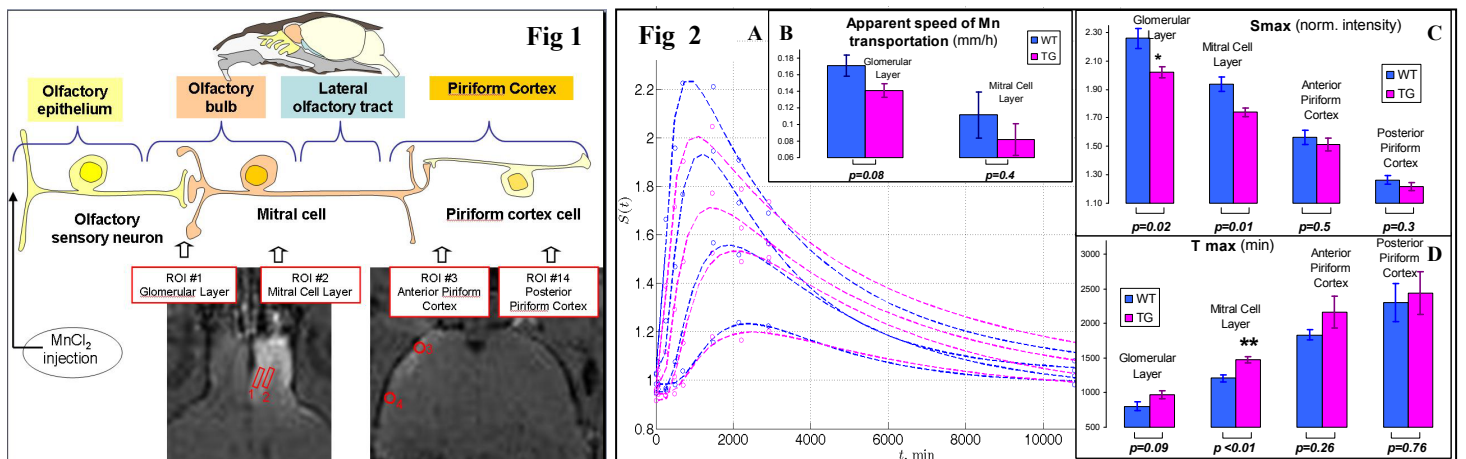 Fig 1
Olfactory epithelium
Olfactory bulb
Lateral olfactory tract
Piriform Cortex
Olfactory sensory neuron
Mitral cell
Piriform cortex cell
ROI #1
Glomerular Layer
ROI #2
Mitral Cell Layer
ROI #3
Anterior Piriform
Cortex
ROI #14
Posterior
Piriform Cortex
MnCl2
injection
1
2
3
Fig 2
A
B
Apparent speed of Mn
transportation (mm/h)
WT
TG
0.18
0.16
0.14
0.12
0.1
0.08
0.06
Glomerular
Layer
Mitral Cell
Layer
p=0.08
p=0.4
2.2
2
1.8
1.6
1.4
1.2
1
0.8
S(t)
0
2000
4000
6000
8000
10000
t, min
Smax (norm. intensity)
C
2.30
2.10
1.90
1.70
1.50
1.30
1.10
Glomerular
Layer
*
Mitral Cell
Layer
Anterior
Piriform
Cortex
Posterior
Piriform
Cortex
WT
TG
p=0.02
p=0.01
p=0.5
p=0.3
T max (min)
D
3000
2500
2000
1500
1000
500
WT
TG
Glomerular
Layer
Mitral Cell
Layer
**
Anterior
Piriform
Cortex
Posterior
Piriform
Cortex
p=0.09
p <0.01
p=0.26
p=0.76